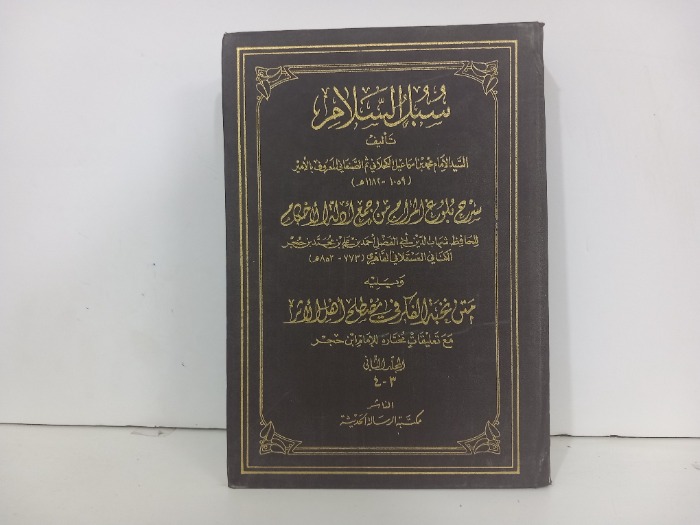 سُبُلُ السَّلَامِ
تأليف
السيد الإمام محمد بن اسماعيل الكحلاني ثم الصنعاني المعروف بالأمير
(١٠٥٩ - ١١٨٢هـ)
شرح بلوغ المرام من جمع أدلة الأحكام
للحافظ شهاب الدين أبي الفضل أحمد بن علي بن محمد بن حجر
الكناني العسقلاني القاهري (٧٧٣ - ٨٥٢هـ)
ويليه
متن نخبة الفكر في مصطلح أهل الأثر
مع تعليقات مختارة للإمام ابن حجر
المجلد الثاني
٣ - ٤
الناشر
مكتبة الرسالة الحديثة